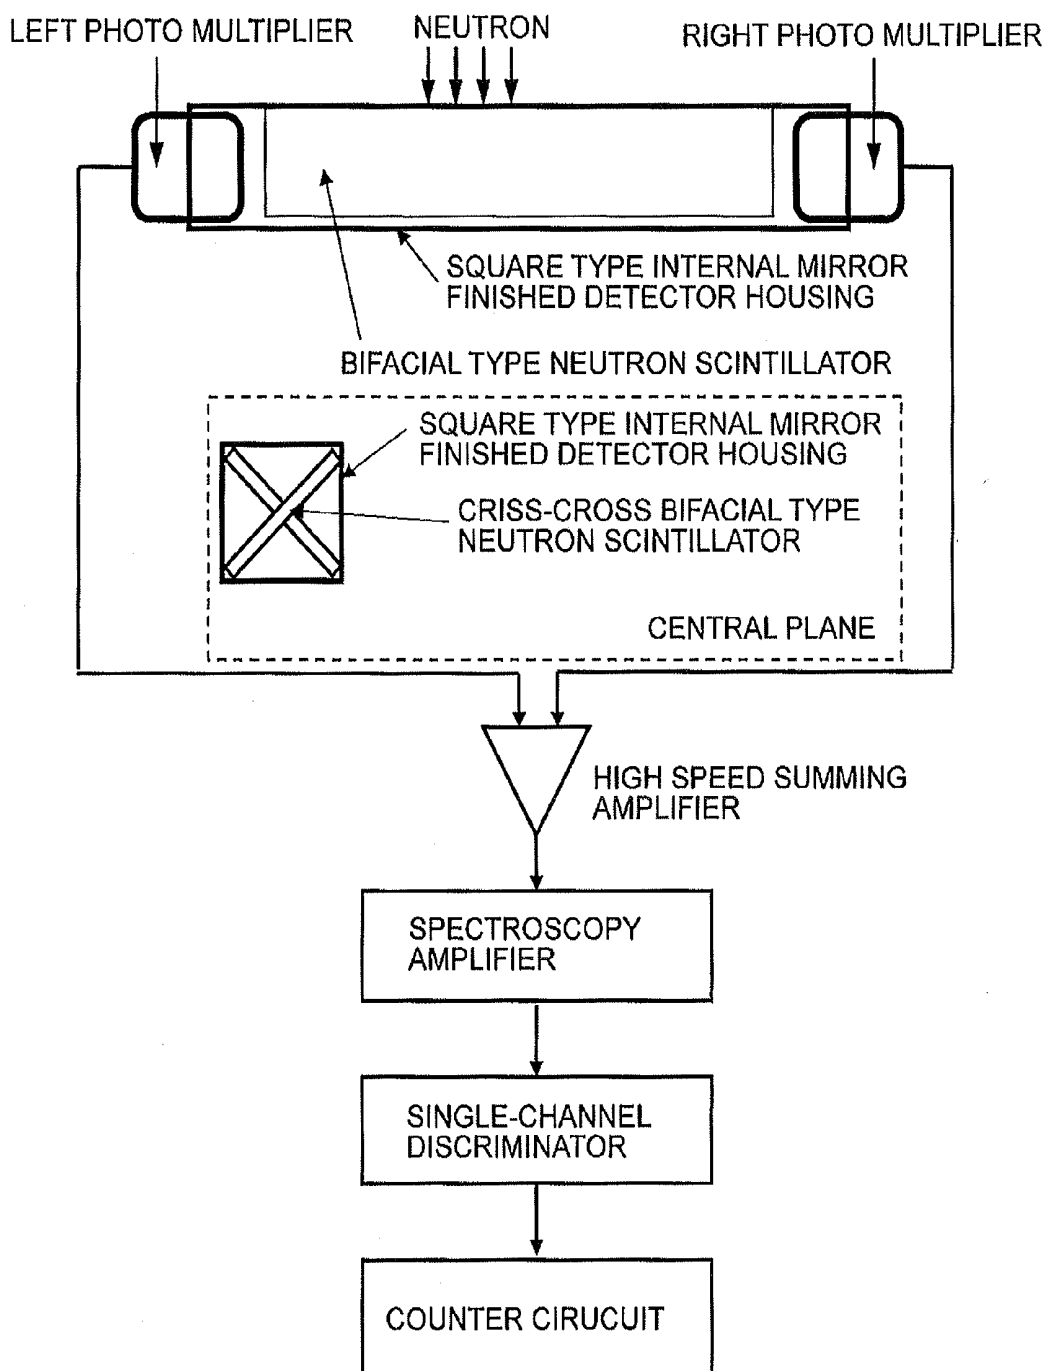 LEFT PHOTO MULTIPLIER
NEUTRON
RIGHT PHOTO MULTIPLIER
SQUARE TYPE INTERNAL MIRROR
FINISHED DETECTOR HOUSING
BIFACIAL TYPE NEUTRON SCINTILLATOR
SQUARE TYPE INTERNAL MIRROR
FINISHED DETECTOR HOUSING
CRISS-CROSS BIFACIAL TYPE
NEUTRON SCINTILLATOR
CENTRAL PLANE
HIGH SPEED SUMMING
AMPLIFIER
SPECTROSCOPY
AMPLIFIER
SINGLE-CHANNEL
DISCRIMINATOR
COUNTER CIRUCUIT